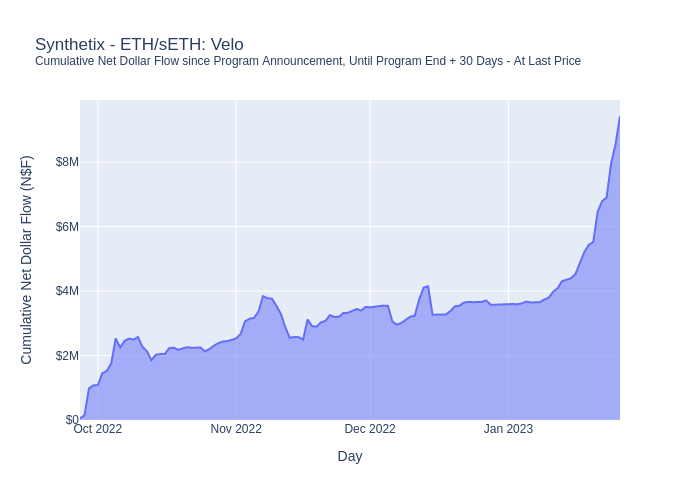 Synthetix - ETH/sETH: Velo
Cumulative Net Dollar Flow since Program Announcement, Until Program End + 30 Days - At Last Price
Cumulative Net Dollar Flow (N$F)
$8M
$6M
$4M
$2M
$0
Oct 2022
Nov 2022
Dec 2022
Jan 2023
Day